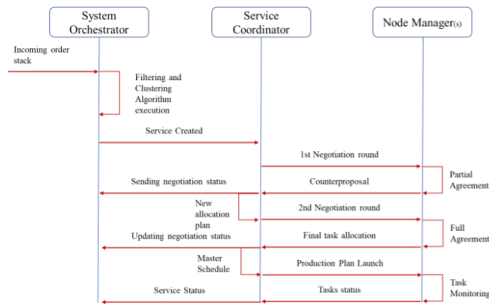 System
Orchestrator
Service
Coordinator
Node Manager(s)
Incoming order
stack
Filtering and
Clustering
Algorithm
execution
Service Created
1st Negotiation round
Partial
Agreement
Sending negotiation status
Counterproposal
New
allocation
plan
2nd Negotiation round
Full
Agreement
Updating negotiation status
Final task allocation
Master
Schedule
Production Plan Launch
Task
Monitoring
Service Status
Tasks status